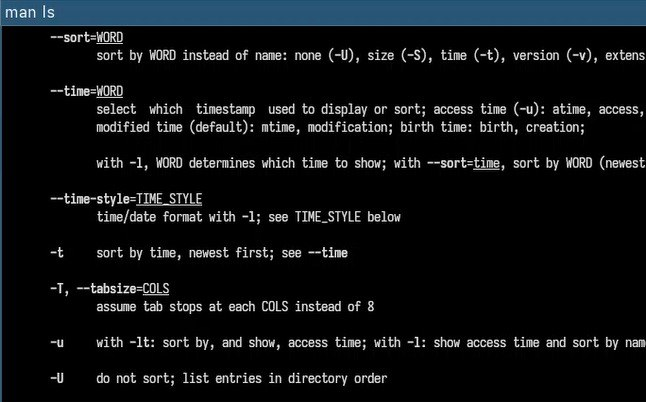 man ls
--sort=WORD
sort by WORD instead of name: none (-U), size (-S), time (-t), version (-v), extens
--time=WORD
select which timestamp used to display or sort; access time (-u): atime, access,
modified time (default): mtime, modification; birth time: birth, creation;
with -l, WORD determines which time to show; with --sort=time, sort by WORD (newest
--time-style=TIME_STYLE
time/date format with -l; see TIME_STYLE below
-t sort by time, newest first; see --time
-T, --tabsize=COLS
assume tab stops at each COLS instead of 8
-u with -lt: sort by, and show, access time; with -l: show access time and sort by nam
-U do not sort; list entries in directory order